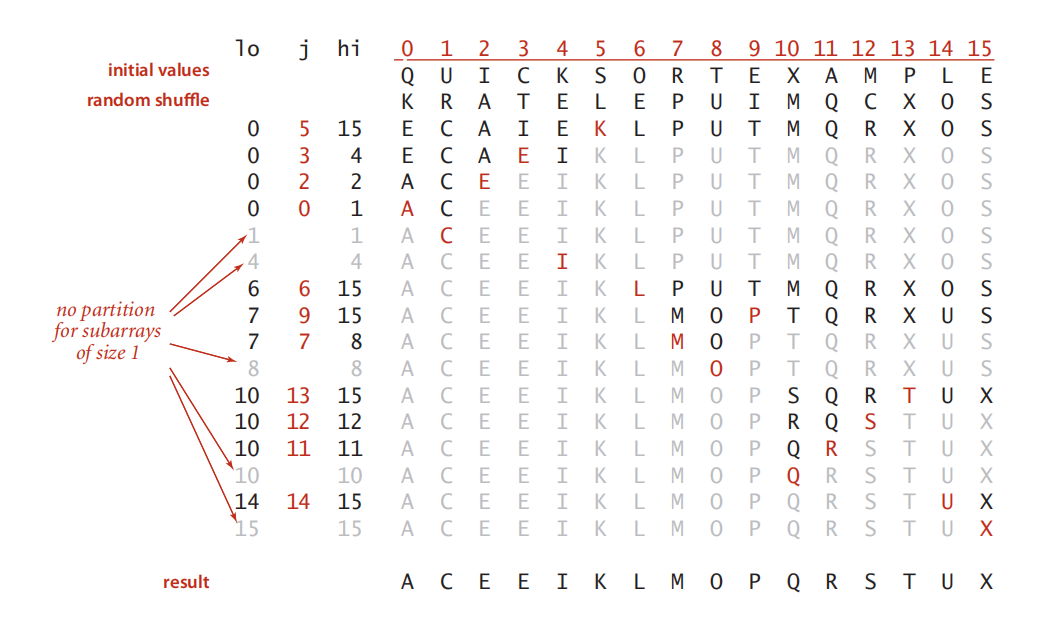 lo j hi 0 1 2 3 4 5 6 7 8 9 10 11 12 13 14 15
initial values Q U I C K S O R T E X A M P L E
random shuffle K R A T E L E P U I M Q C X O S
0 5 15 E C A I E K L P U T M Q R X O S
0 3 4 E C A E I K L P U T M Q R X O S
0 2 2 A C E E I K L P U T M Q R X O S
0 0 1 A C E E I K L P U T M Q R X O S
1 1 A C E E I K L P U T M Q R X O S
4 4 A C E E I K L P U T M Q R X O S
6 6 15 A C E E I K L P U T M Q R X O S
7 9 15 A C E E I K L M O P T Q R X U S
7 7 8 A C E E I K L M O P T Q R X U S
8 8 A C E E I K L M O P T Q R X U S
10 13 15 A C E E I K L M O P S Q R T U X
10 12 12 A C E E I K L M O P R Q S T U X
10 11 11 A C E E I K L M O P Q R S T U X
10 10 A C E E I K L M O P Q R S T U X
14 14 15 A C E E I K L M O P Q R S T U X
15 15 A C E E I K L M O P Q R S T U X
no partition
for subarrays
of size 1
result A C E E I K L M O P Q R S T U X